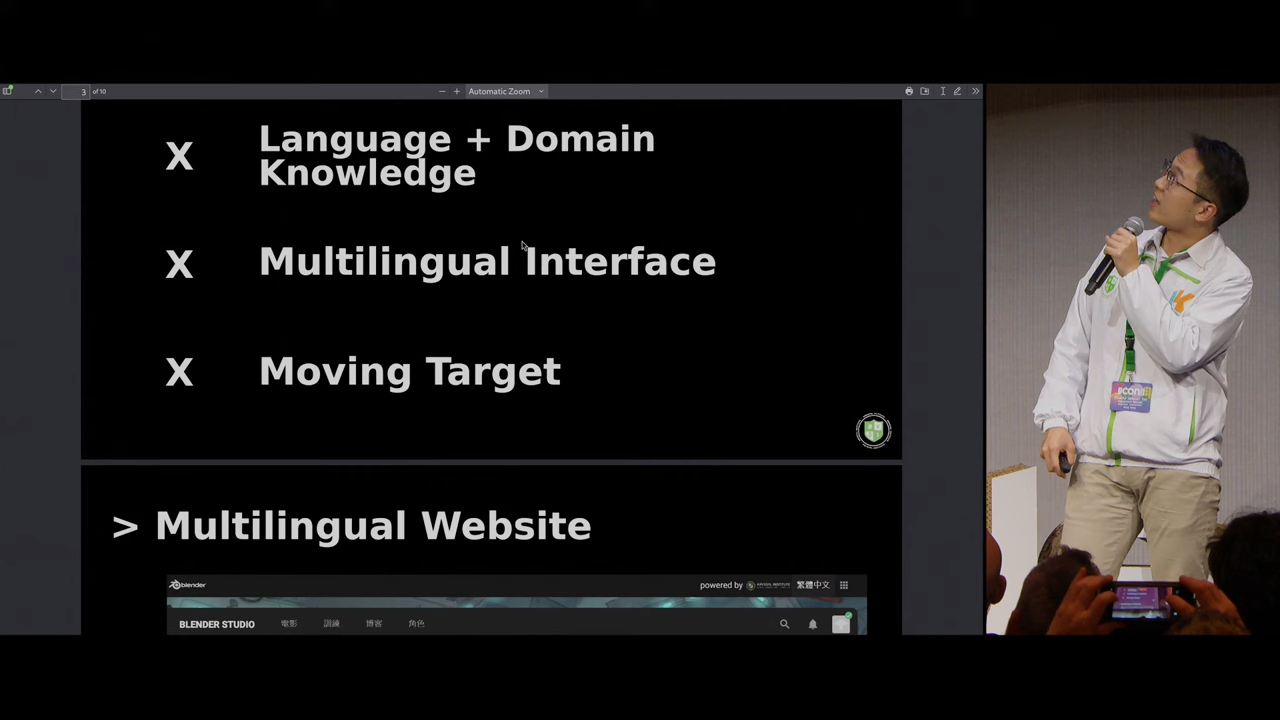 3 of 10
Automatic Zoom
X Language + Domain
Knowledge
X Multilingual Interface
X Moving Target
> Multilingual Website
blender
powered by
繁體中文
BLENDER STUDIO
電影
訓練
博客
角色